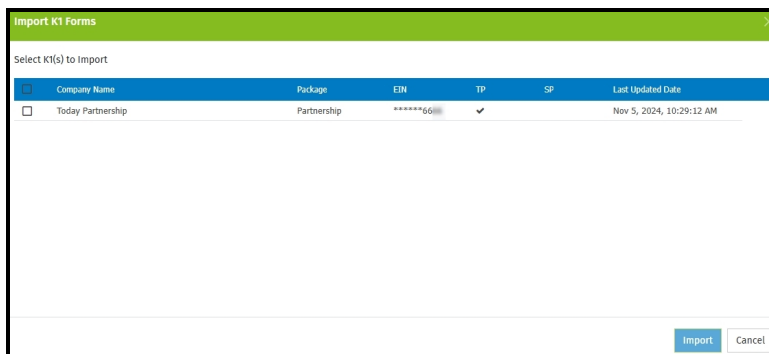 Import K1 Forms
Select K1(s) to Import
Company Name Package EIN TP SP Last Updated Date
Today Partnership Partnership ******66 Nov 5, 2024, 10:29:12 AM
Import Cancel